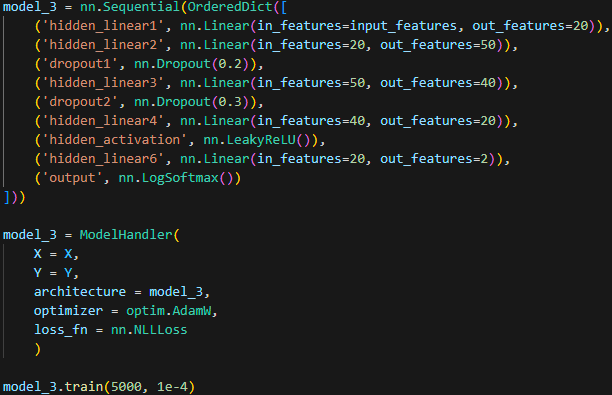 model_3 = nn.Sequential(OrderedDict([
    ('hidden_linear1', nn.Linear(in_features=input_features, out_features=20)),
    ('hidden_linear2', nn.Linear(in_features=20, out_features=50)),
    ('dropout1', nn.Dropout(0.2)),
    ('hidden_linear3', nn.Linear(in_features=50, out_features=40)),
    ('dropout2', nn.Dropout(0.3)),
    ('hidden_linear4', nn.Linear(in_features=40, out_features=20)),
    ('hidden_activation', nn.LeakyReLU()),
    ('hidden_linear6', nn.Linear(in_features=20, out_features=2)),
    ('output', nn.LogSoftmax())
]))
model_3 = ModelHandler(
    X = X,
    Y = Y,
    architecture = model_3,
    optimizer = optim.AdamW,
    loss_fn = nn.NLLLoss
    )
model_3.train(5000, 1e-4)